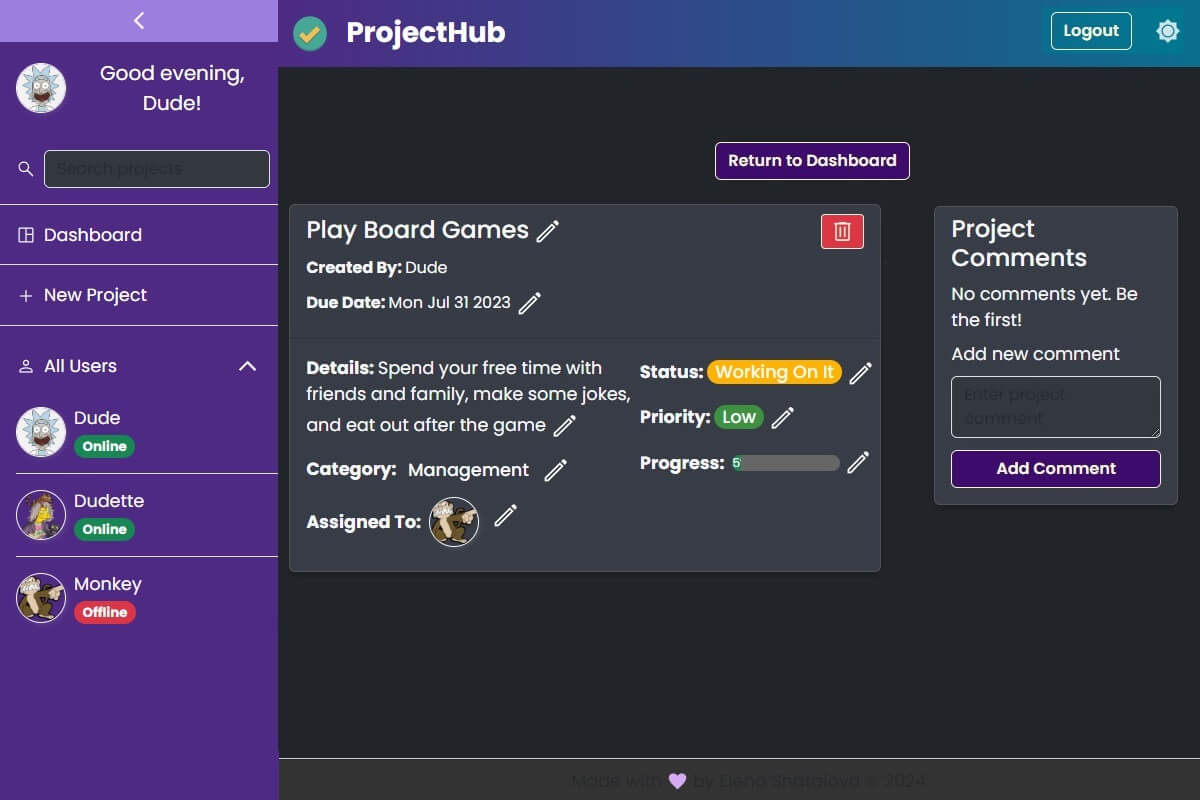 ProjectHub
Logout
Good evening,
Dude!
Search projects
Dashboard
New Project
All Users
Dude
Online
Dudette
Online
Monkey
Offline
Return to Dashboard
Play Board Games
Created By: Dude
Due Date: Mon Jul 31 2023
Details: Spend your free time with
friends and family, make some jokes,
and eat out after the game
Category: Management
Assigned To:
Status: Working On It
Priority: Low
Progress: 5
Project
Comments
No comments yet. Be
the first!
Add new comment
Enter project
comment
Add Comment
Made with 💜 by Elena Shatalova © 2024